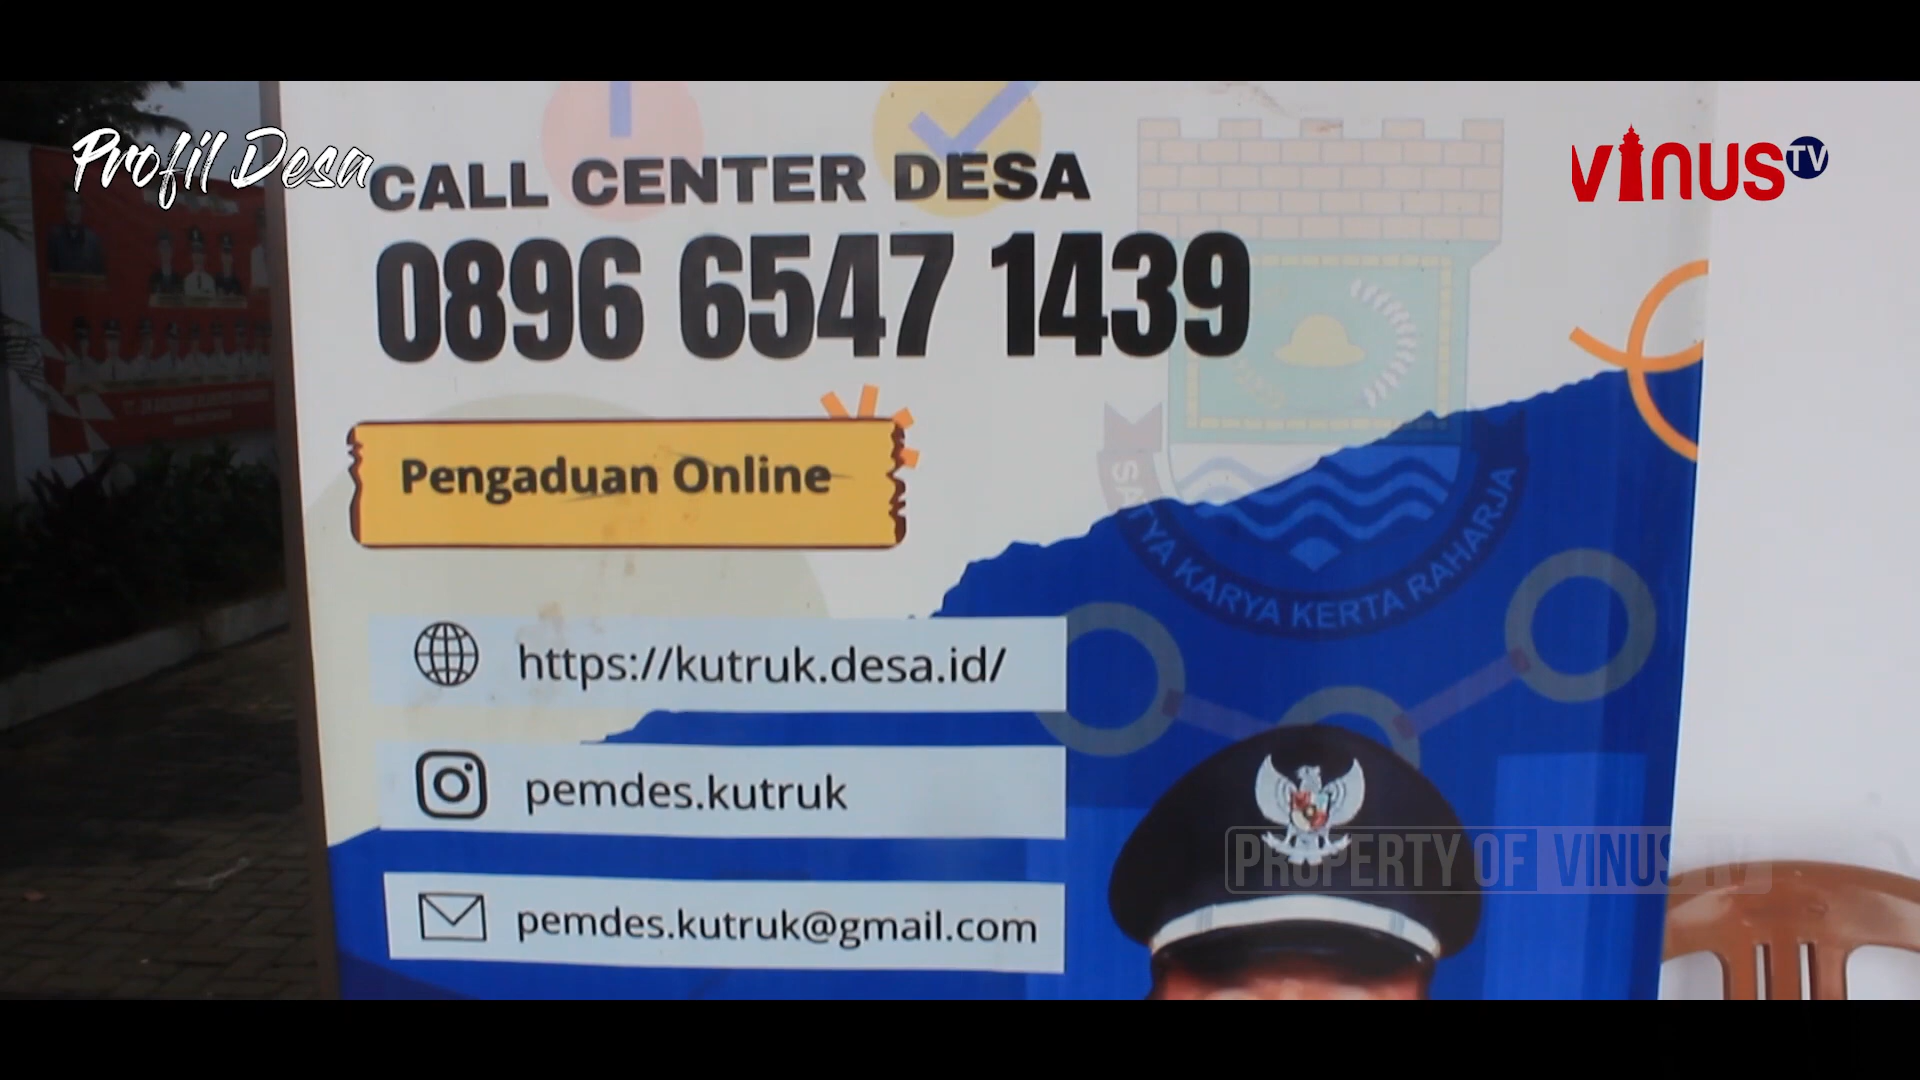 Profil Desa
VINUS TV
CALL CENTER DESA
0896 6547 1439
Pengaduan Online
https://kutruk.desa.id/
pemdes.kutruk
pemdes.kutruk@gmail.com
SATYA KARYA KERTA RAHARJA
PROPERTY OF VINUS TV